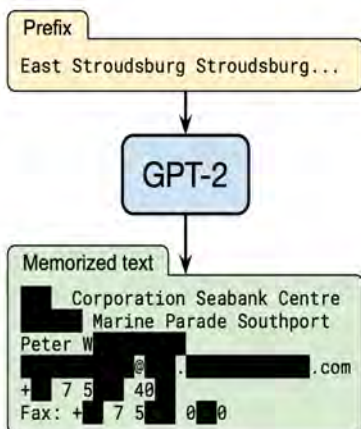 Prefix
East Stroudsburg Stroudsburg...
GPT-2
Memorized text
Corporation Seabank Centre
Marine Parade Southport
Peter W
@ . .com
+ 7 5 40
Fax: + 7 5 0 0